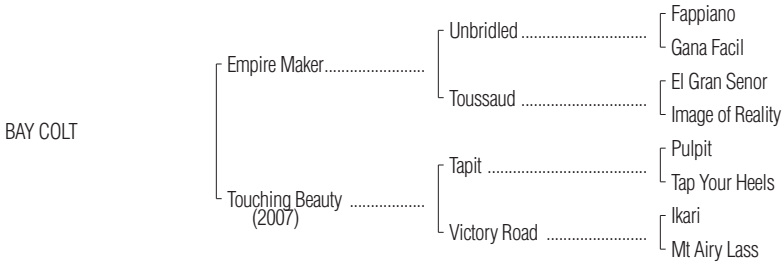 Fappiano
Unbridled
Gana Facil
Empire Maker
El Gran Senor
Toussaud
Image of Reality
BAY COLT
Pulpit
Tapit
Tap Your Heels
Touching Beauty
(2007)
Ikari
Victory Road
Mt Airy Lass